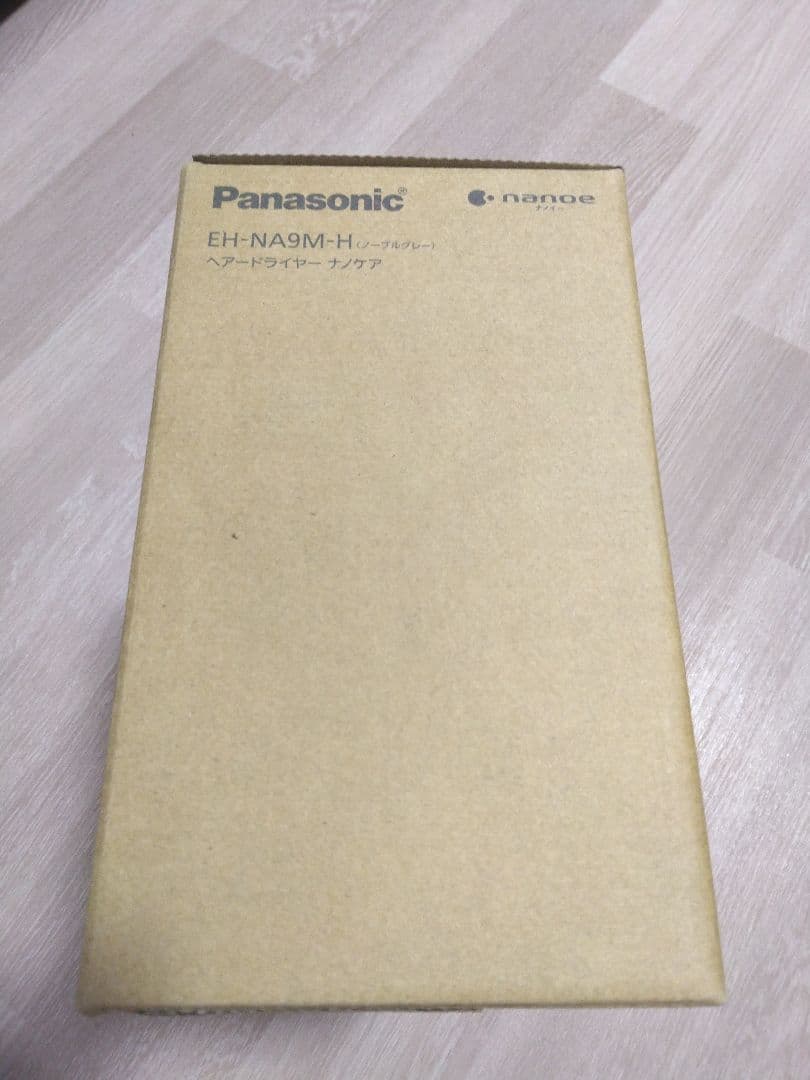 Panasonic® nanoe
ナノイー
EH-NA9M-H(ノーブルグレー)
ヘアードライヤー ナノケア